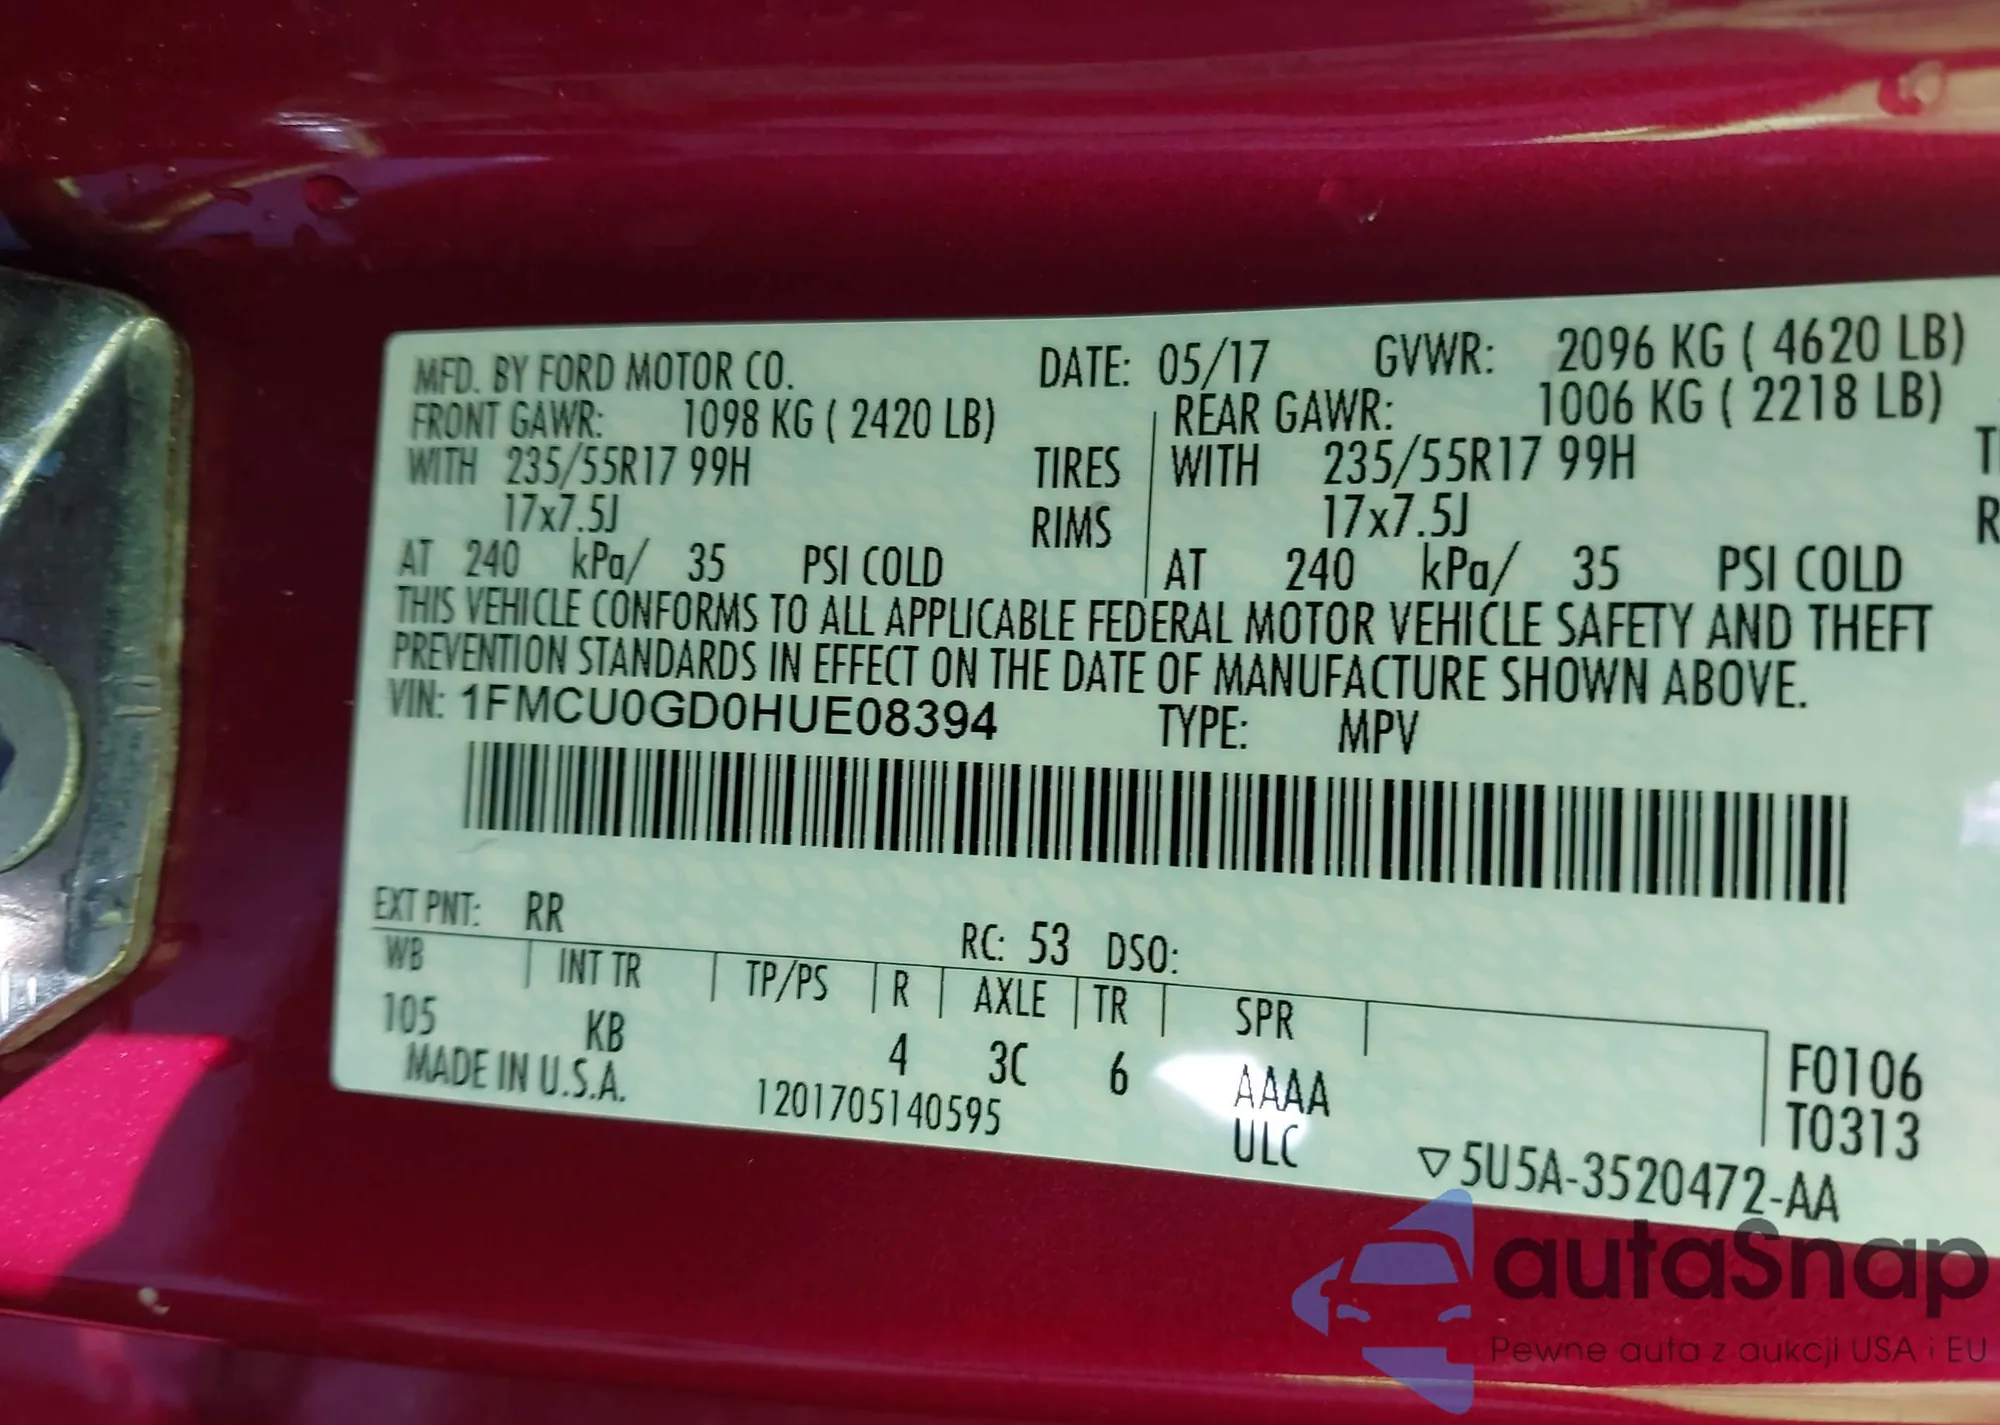 MFD. BY FORD MOTOR CO. DATE: 05/17 GVWR: 2096 KG ( 4620 LB)
FRONT GAWR: 1098 KG ( 2420 LB) REAR GAWR: 1006 KG ( 2218 LB)
WITH 235/55R17 99H TIRES WITH 235/55R17 99H
17x7.5J RIMS 17x7.5J
AT 240 kPa/ 35 PSI COLD AT 240 kPa/ 35 PSI COLD
THIS VEHICLE CONFORMS TO ALL APPLICABLE FEDERAL MOTOR VEHICLE SAFETY AND THEFT
PREVENTION STANDARDS IN EFFECT ON THE DATE OF MANUFACTURE SHOWN ABOVE.
VIN: 1FMCU0GD0HUE08394 TYPE: MPV
EXT PNT: RR RC: 53 DSO:
WB INT TR TP/PS R AXLE TR SPR
105 KB 4 3C 6 AAAA F0106
MADE IN U.S.A. 1201705140595 ULC T0313
▽5U5A-3520472-AA
autaSnap
Pewne auta z aukcji USA i EU